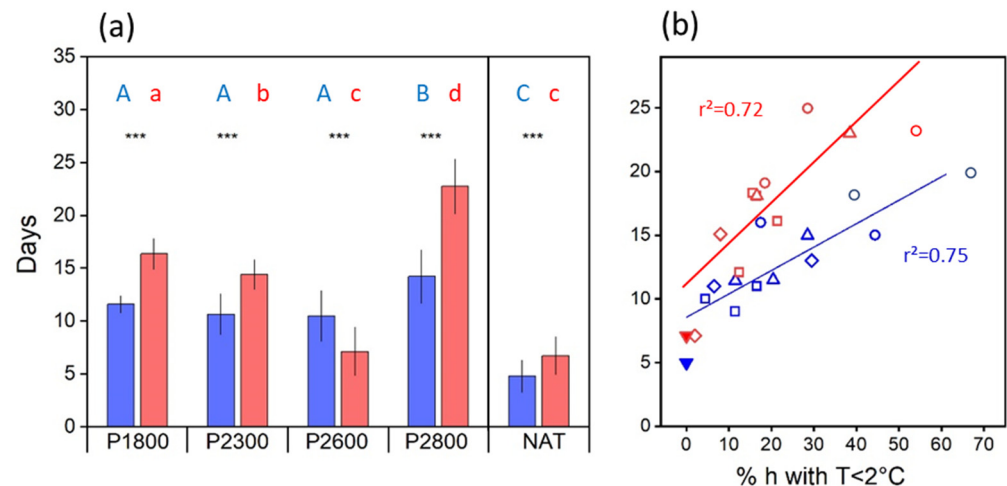 (a)
35
30
25
20
15
10
5
0
Days
A a A b A c B d C c
*** *** *** *** ***
P1800 P2300 P2600 P2800 NAT
(b)
25
20
15
10
5
0
r²=0.72
r²=0.75
0 10 20 30 40 50 60 70
% h with T<2°C